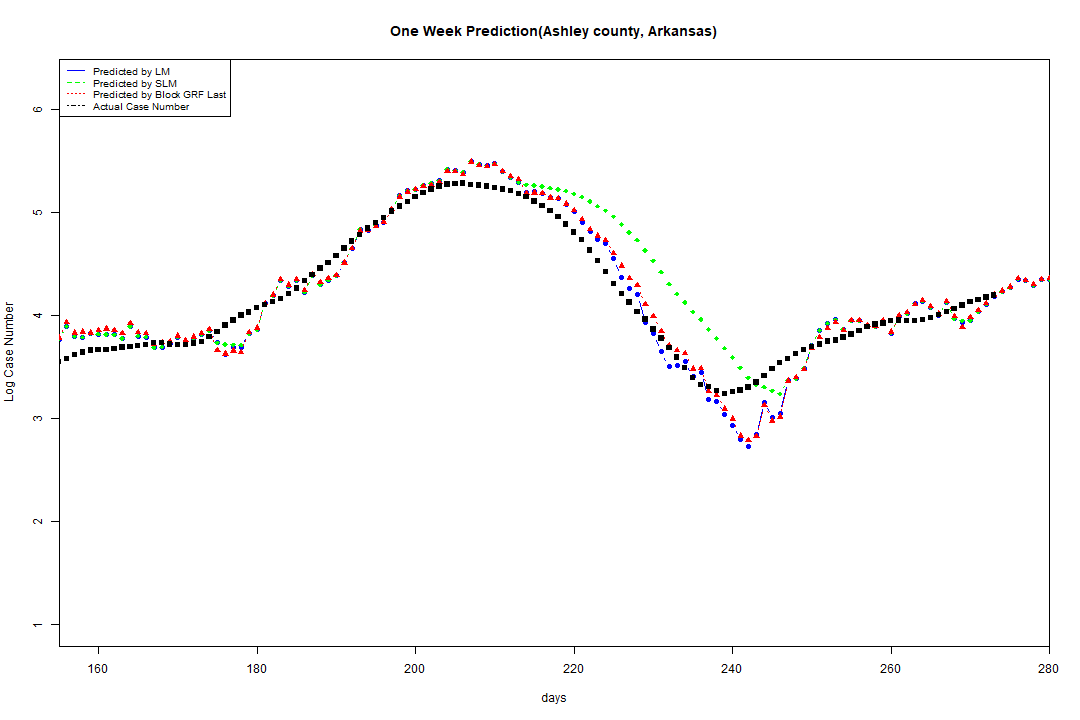 One Week Prediction(Ashley county, Arkansas)
Predicted by LM
Predicted by SLM
Predicted by Block GRF Last
Actual Case Number
6
5
4
3
2
1
Log Case Number
160 180 200 220 240 260 280
days